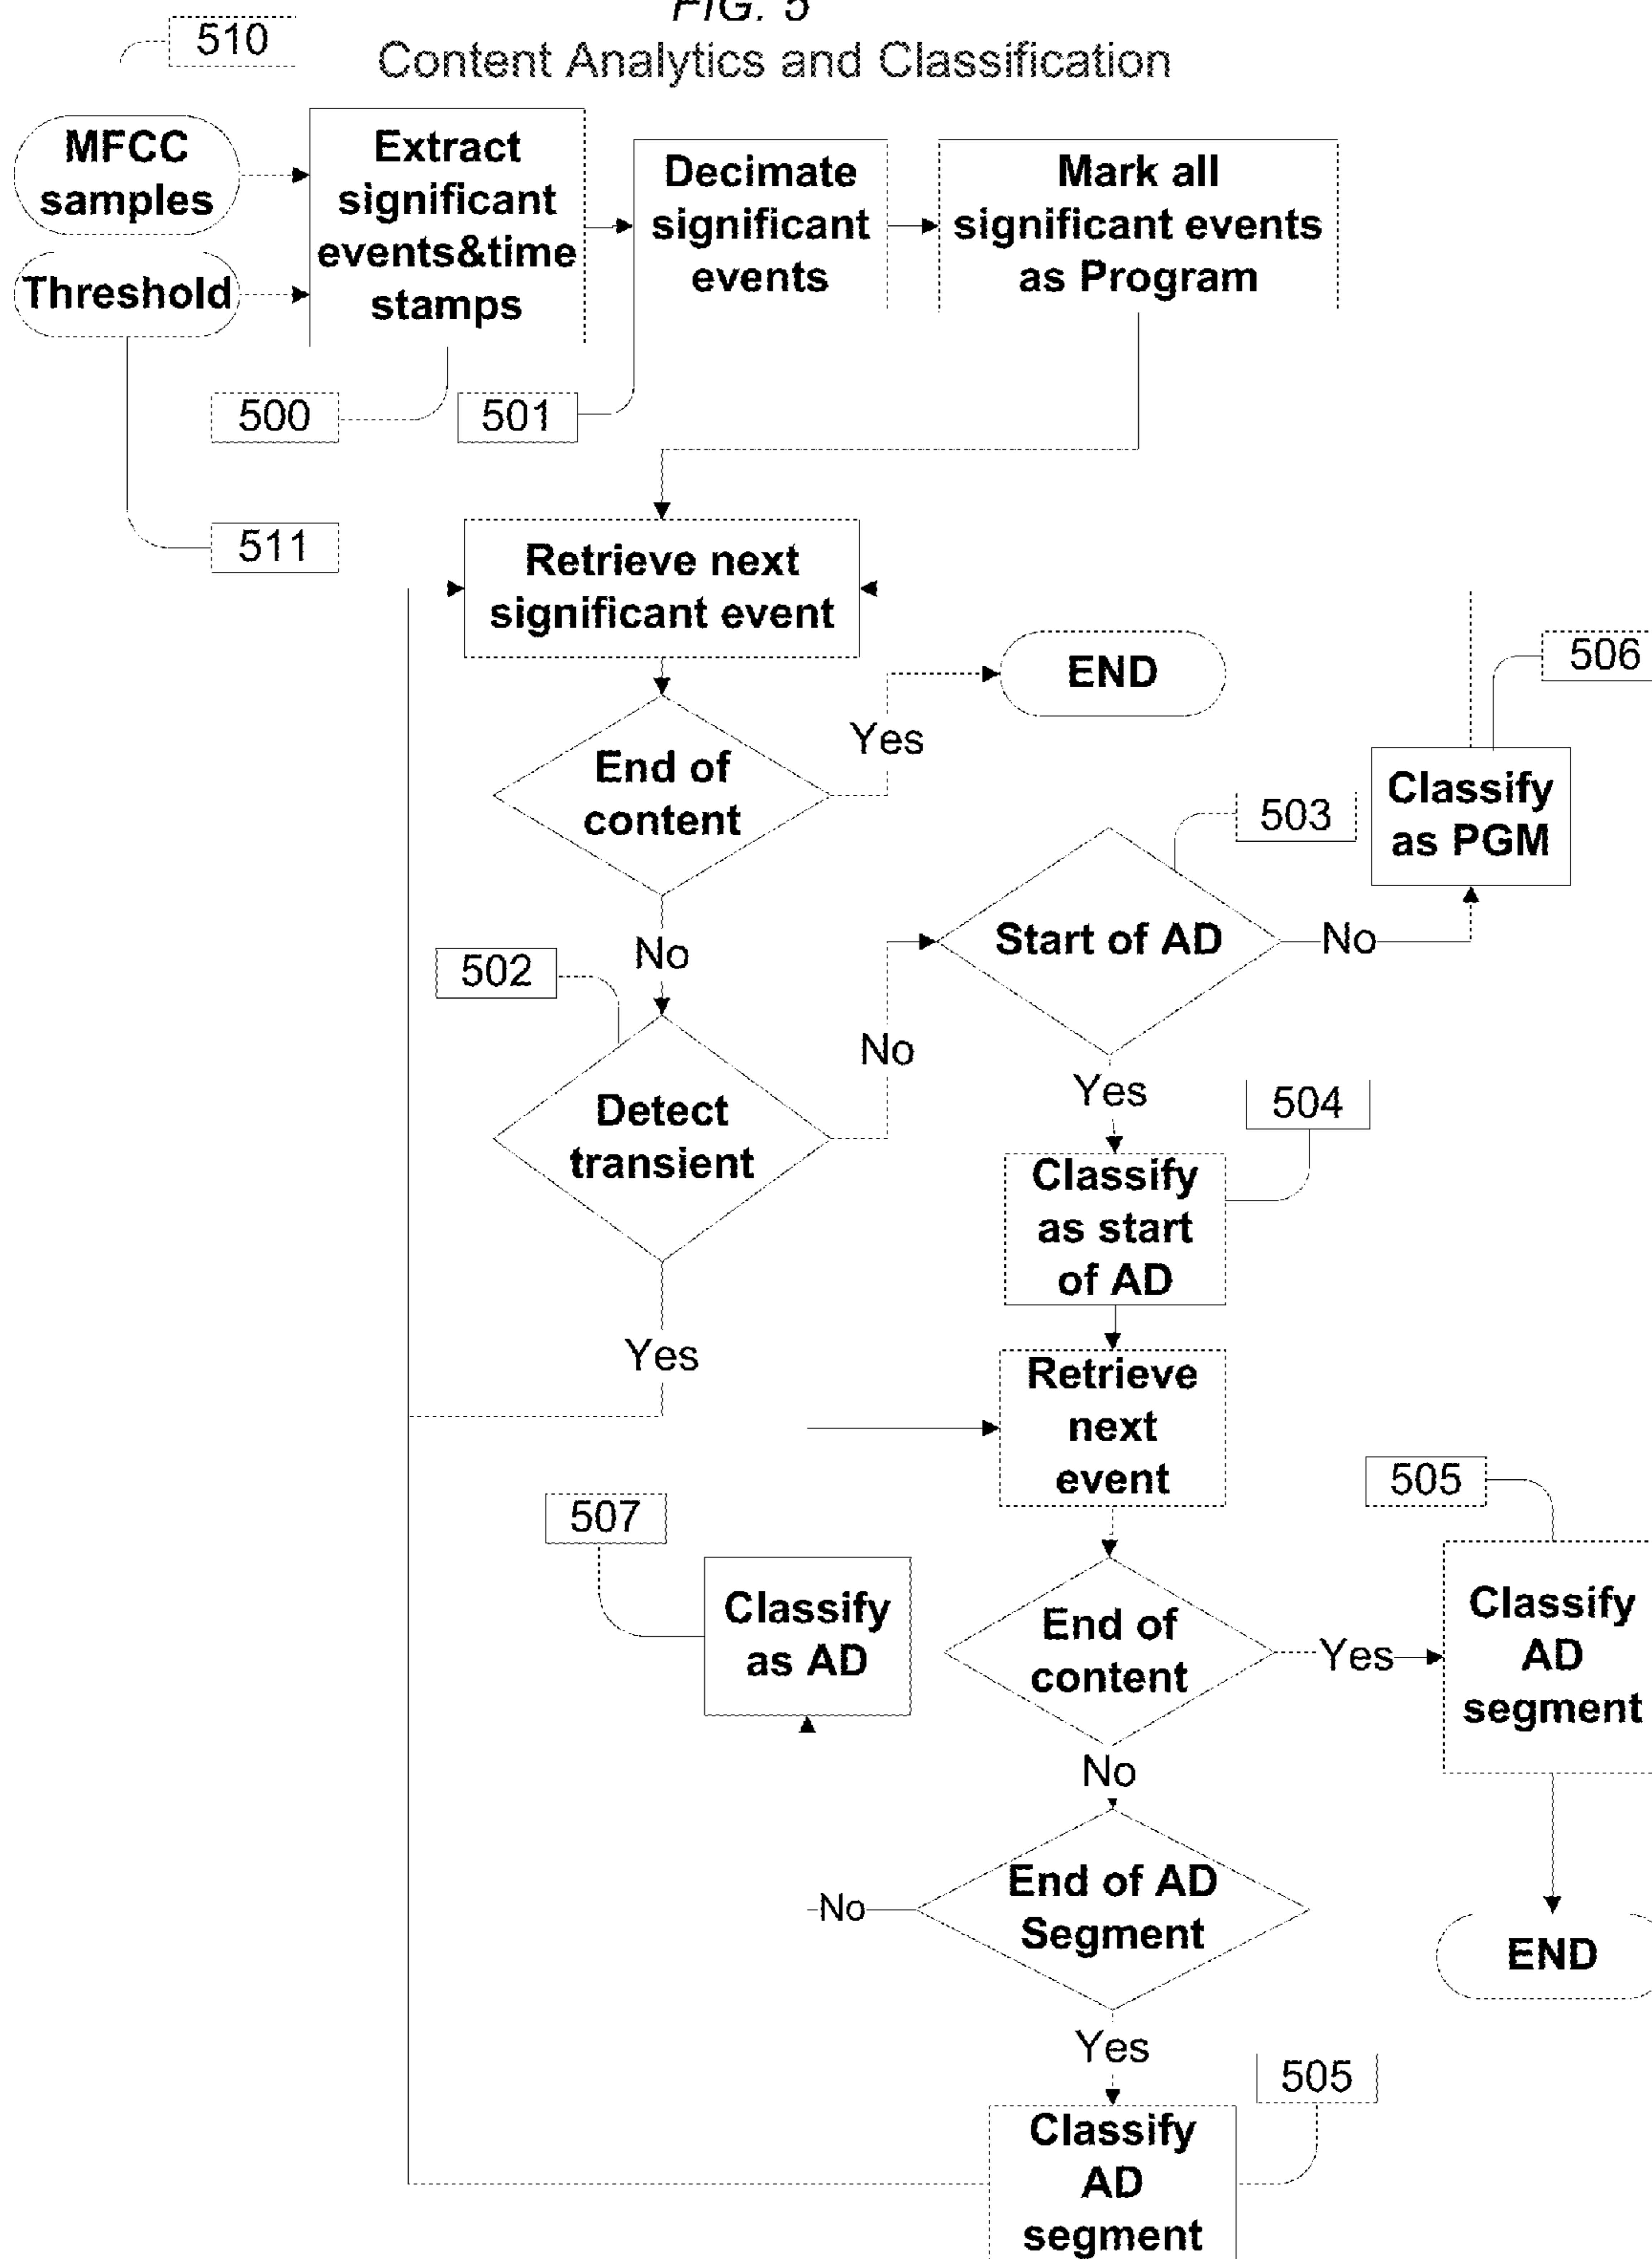 FIG. 5
510
Content Analytics and Classification
MFCC
samples
Threshold
Extract
significant
events&time
stamps
Decimate
significant
events
Mark all
significant events
as Program
500
501
511
Retrieve next
significant event
END
506
Yes
End of
content
Classify
as PGM
503
Start of AD
No
No
502
No
Detect
transient
Yes
504
Classify
as start
of AD
Yes
Retrieve
next
event
505
507
Classify
as AD
End of
content
Yes
Classify
AD
segment
No
End of AD
Segment
No
END
Yes
505
Classify
AD
segment